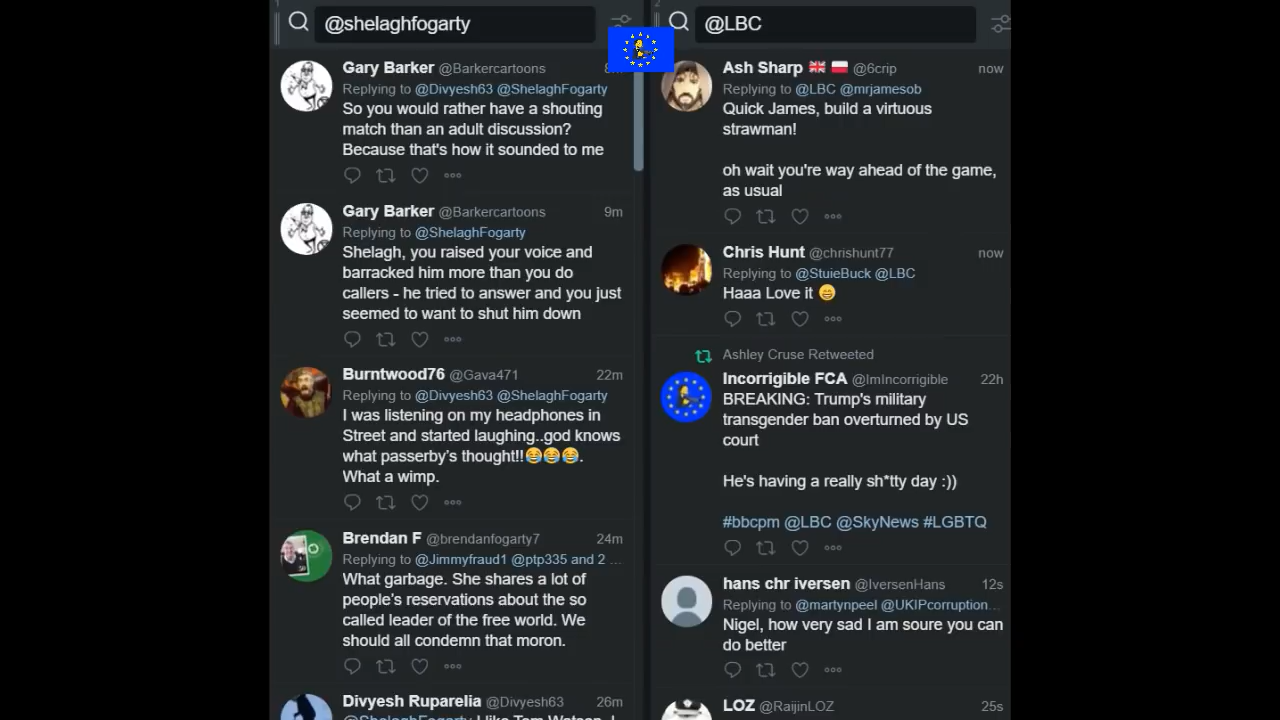 @shelaghfogarty
Gary Barker @Barkercartoons
Replying to @Divyesh63 @ShelaghFogarty
So you would rather have a shouting
match than an adult discussion?
Because that's how it sounded to me
Gary Barker @Barkercartoons 9m
Replying to @ShelaghFogarty
Shelagh, you raised your voice and
barracked him more than you do
callers - he tried to answer and you just
seemed to want to shut him down
Burntwood76 @Gava471 22m
Replying to @Divyesh63 @ShelaghFogarty
I was listening on my headphones in
Street and started laughing..god knows
what passerby's thought!!😂😂😂.
What a wimp.
Brendan F @brendanfogarty7 24m
Replying to @Jimmyfraud1 @ptp335 and 2 ...
What garbage. She shares a lot of
people's reservations about the so
called leader of the free world. We
should all condemn that moron.
Divyesh Ruparelia @Divyesh63 26m
@ShelaghFogarty I like Tom Watson. I
@LBC
Ash Sharp 🇬🇧 🇵🇱 @6crip now
Replying to @LBC @mrjamesob
Quick James, build a virtuous
strawman!
oh wait you're way ahead of the game,
as usual
Chris Hunt @chrishunt77 now
Replying to @StuieBuck @LBC
Haaa Love it 😄
Ashley Cruse Retweeted
Incorrigible FCA @ImIncorrigible 22h
BREAKING: Trump's military
transgender ban overturned by US
court
He's having a really sh*tty day :))
#bbcpm @LBC @SkyNews #LGBTQ
hans chr iversen @IversenHans 12s
Replying to @martynpeel @UKIPcorruption...
Nigel, how very sad I am soure you can
do better
LOZ @RaijinLOZ 25s